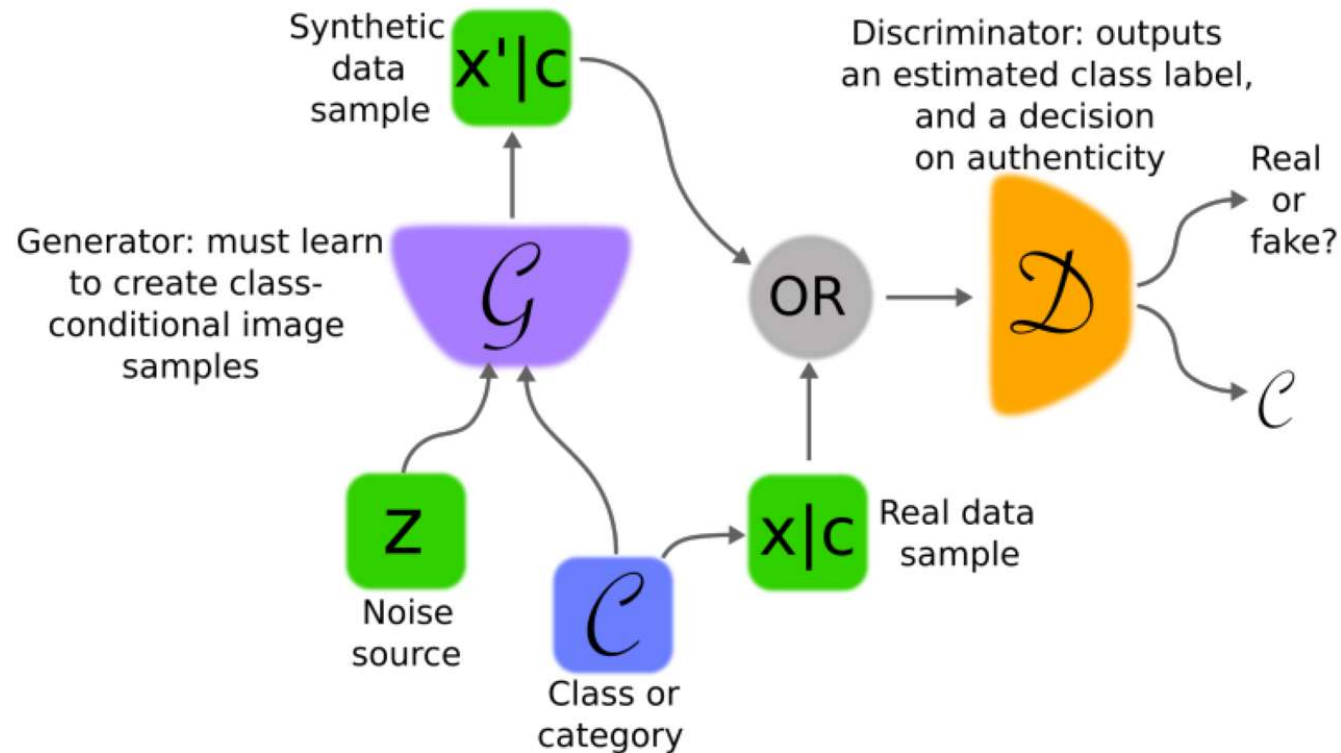 Synthetic
data
sample
x'|c
Discriminator: outputs
an estimated class label,
and a decision
on authenticity
Real
or
fake?
Generator: must learn
to create class-
conditional image
samples
𝒢
OR
𝒟
𝒞
z
Noise
source
𝒞
Class or
category
x|c
Real data
sample